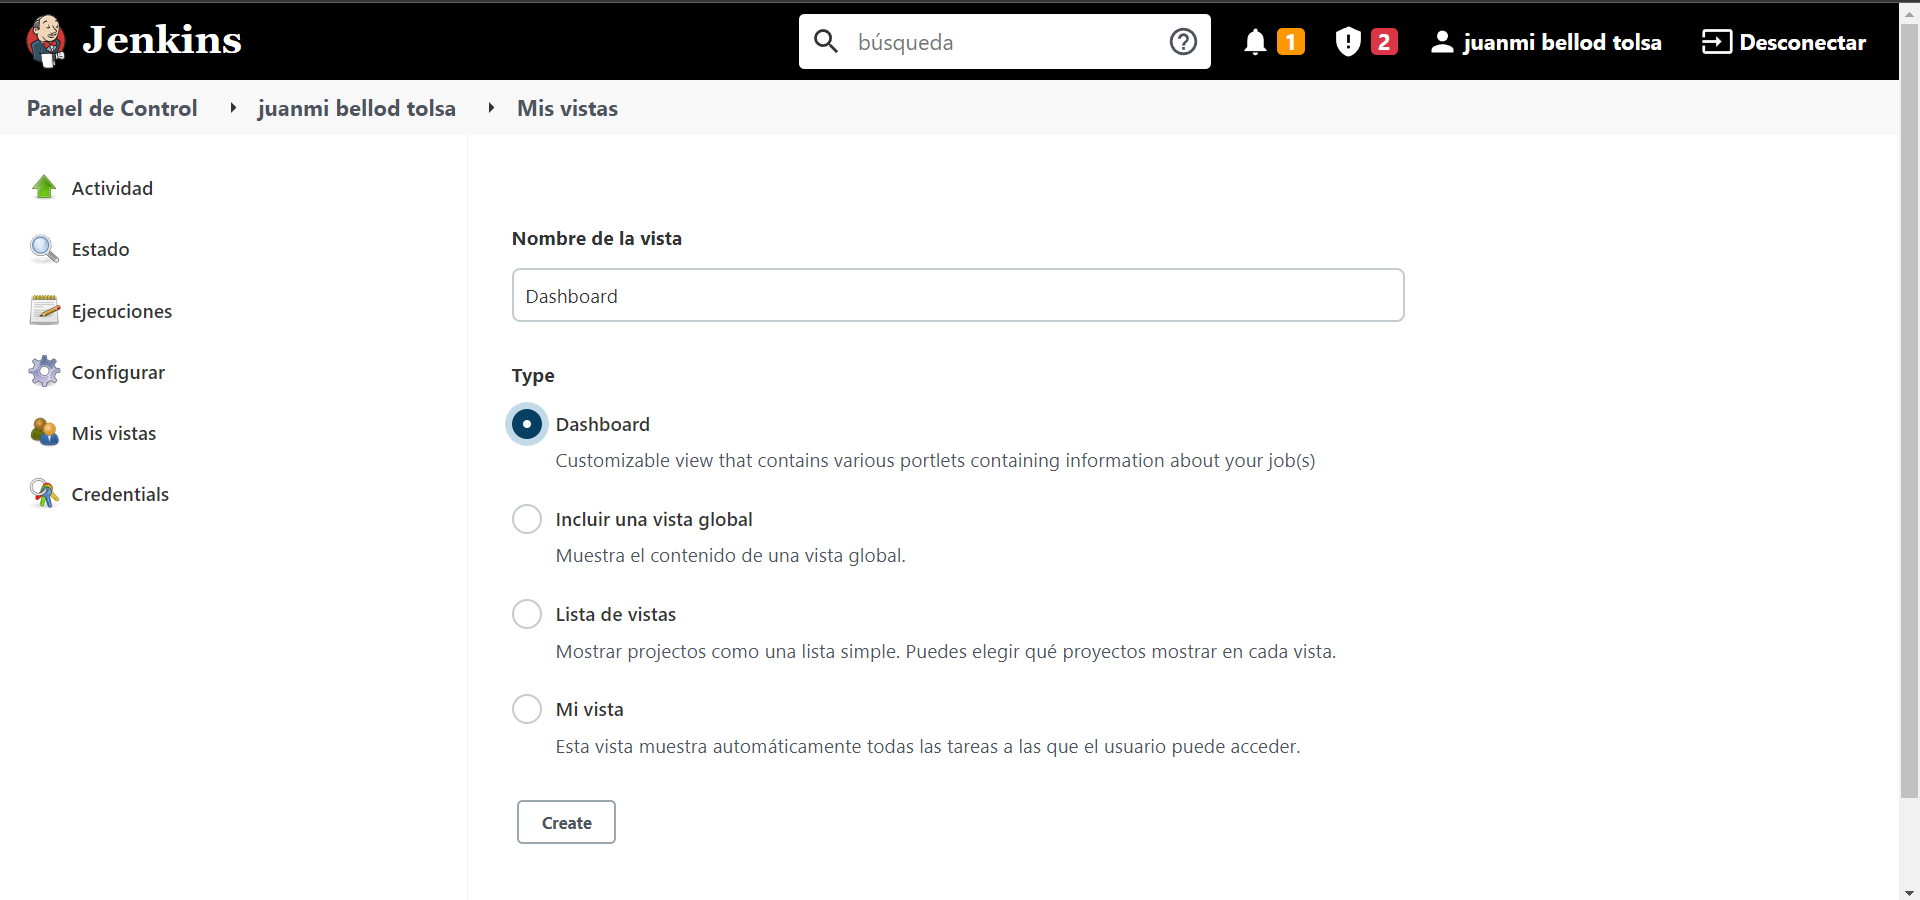 Jenkins
búsqueda
1
2
juanmi bellod tolsa
Desconectar
Panel de Control
juanmi bellod tolsa
Mis vistas
Actividad
Estado
Ejecuciones
Configurar
Mis vistas
Credentials
Nombre de la vista
Dashboard
Type
Dashboard
Customizable view that contains various portlets containing information about your job(s)
Incluir una vista global
Muestra el contenido de una vista global.
Lista de vistas
Mostrar projectos como una lista simple. Puedes elegir qué proyectos mostrar en cada vista.
Mi vista
Esta vista muestra automáticamente todas las tareas a las que el usuario puede acceder.
Create